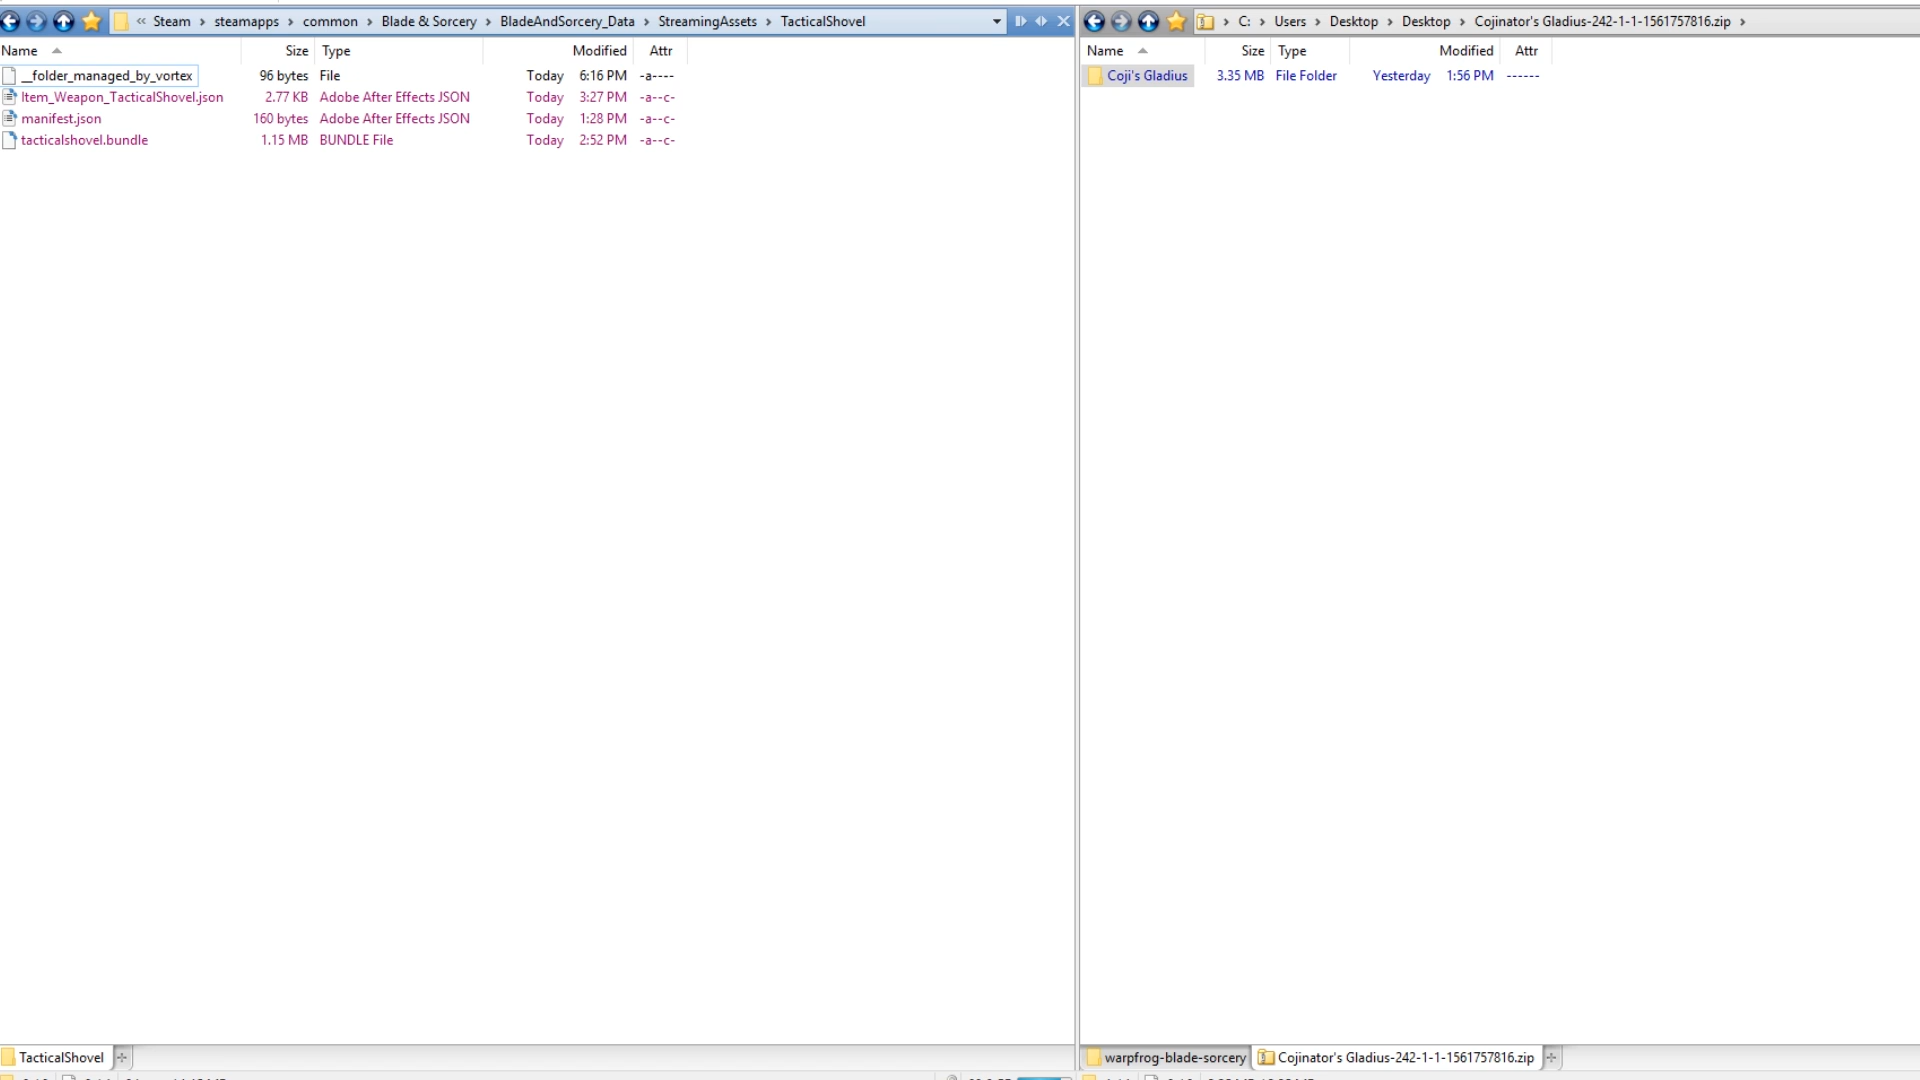 Steam steamapps common Blade & Sorcery BladeAndSorcery_Data StreamingAssets TacticalShovel
Name Size Type Modified Attr
__folder_managed_by_vortex 96 bytes File Today 6:16 PM -a----
Item_Weapon_TacticalShovel.json 2.77 KB Adobe After Effects JSON Today 3:27 PM -a--c-
manifest.json 160 bytes Adobe After Effects JSON Today 1:28 PM -a--c-
tacticalshovel.bundle 1.15 MB BUNDLE File Today 2:52 PM -a--c-
TacticalShovel
C: Users Desktop Desktop Cojinator's Gladius-242-1-1-1561757816.zip
Name Size Type Modified Attr
Coji's Gladius 3.35 MB File Folder Yesterday 1:56 PM ------
warpfrog-blade-sorcery Cojinator's Gladius-242-1-1-1561757816.zip